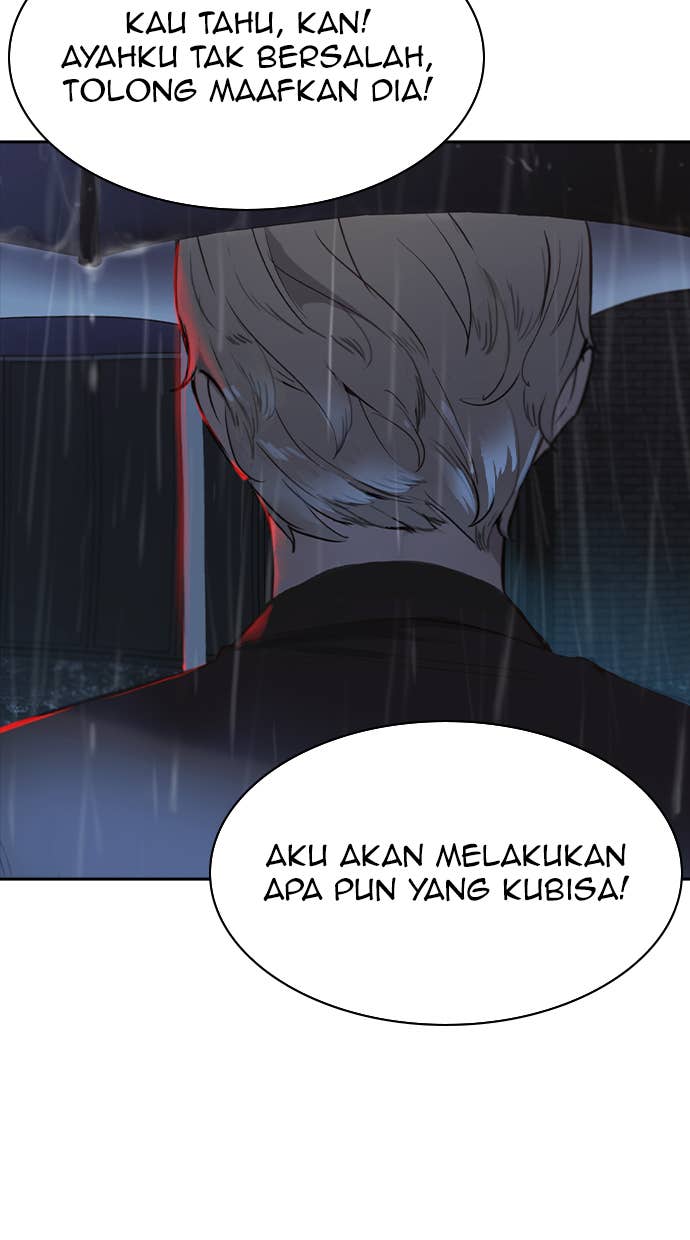 KAU TAHU, KAN!
AYAHKU TAK BERSALAH,
TOLONG MAAFKAN DIA!
AKU AKAN MELAKUKAN
APA PUN YANG KUBISA!